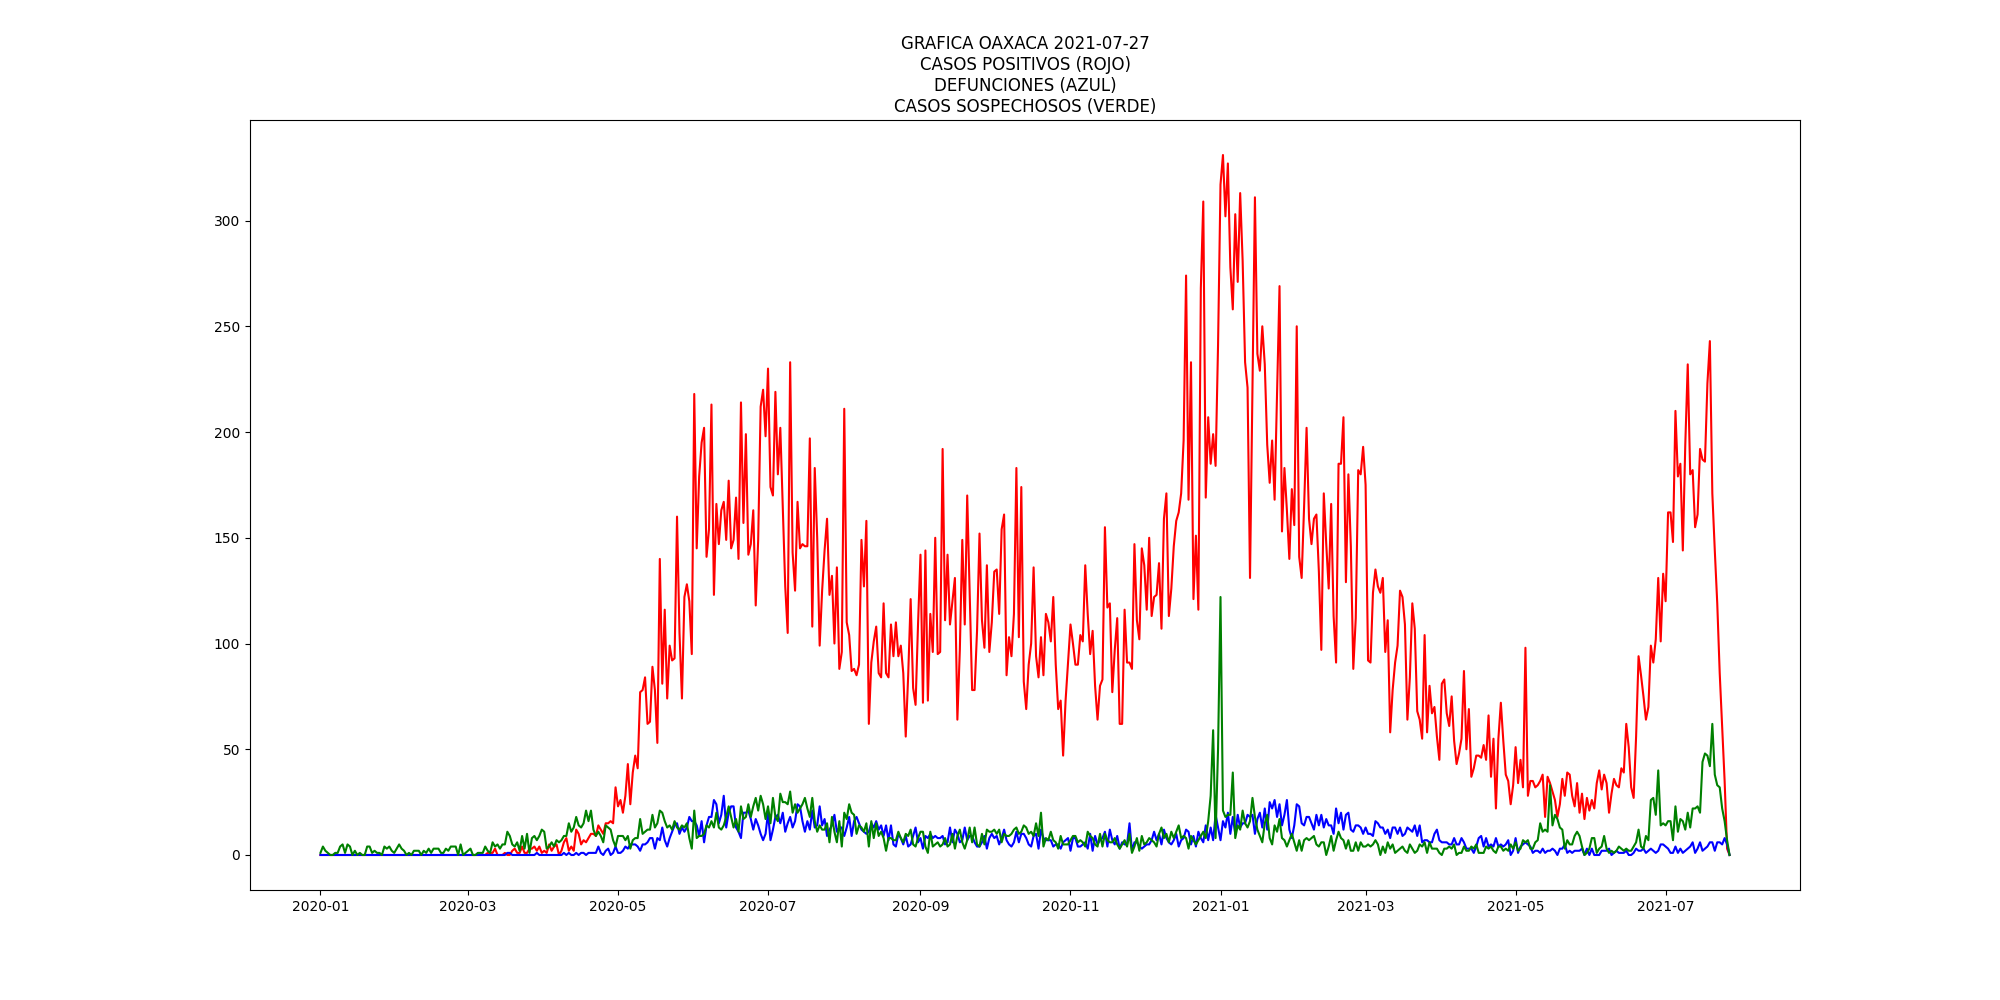 GRAFICA OAXACA 2021-07-27
CASOS POSITIVOS (ROJO)
DEFUNCIONES (AZUL)
CASOS SOSPECHOSOS (VERDE)
300
250
200
150
100
50
0
2020-01 2020-03 2020-05 2020-07 2020-09 2020-11 2021-01 2021-03 2021-05 2021-07